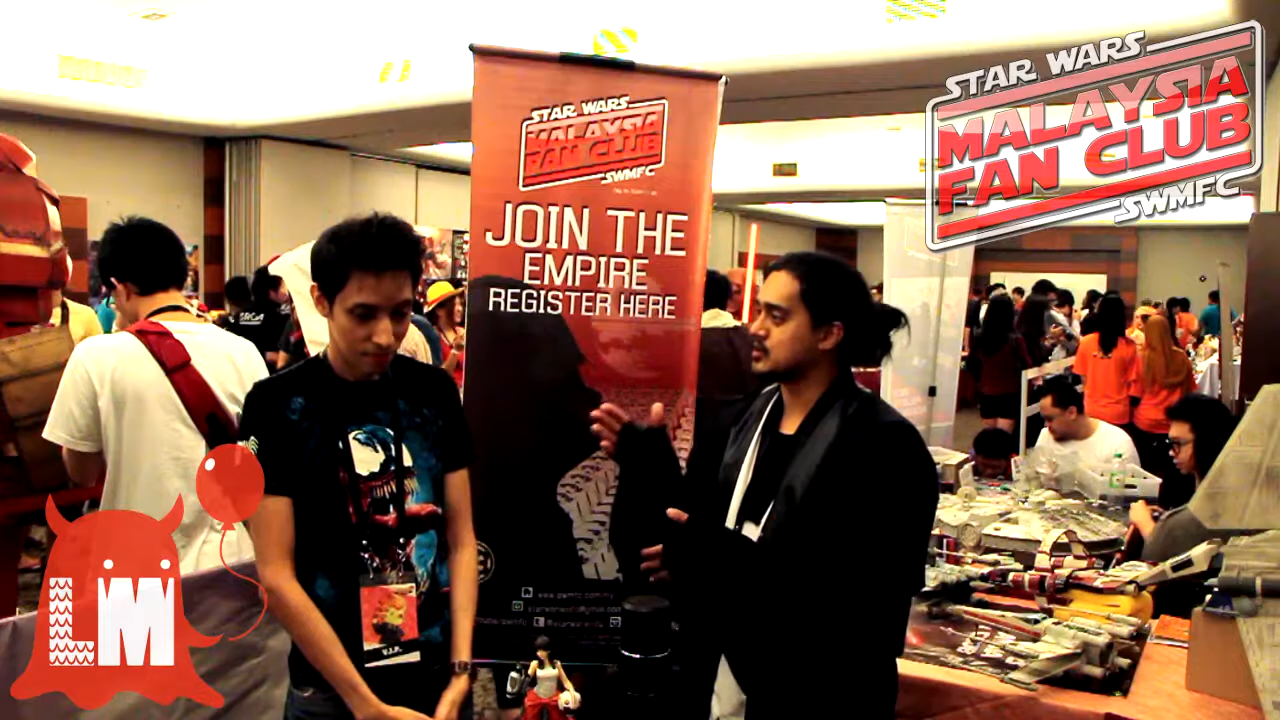 STAR WARS
MALAYSIA
FAN CLUB
SWMFC
STAR WARS
MALAYSIA
FAN CLUB
SWMFC
JOIN THE
EMPIRE
REGISTER HERE
V.I.P.
LM